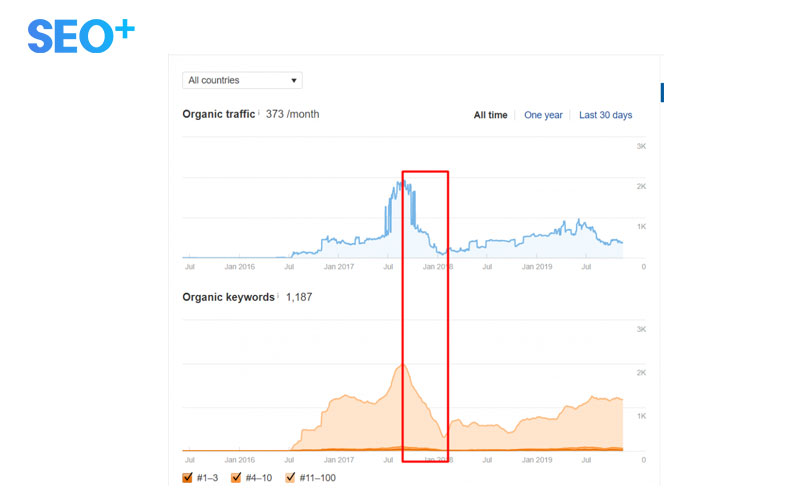 SEO+
All countries
Organic traffic i 373 /month
All time One year Last 30 days
3K
2K
1K
Jul Jan 2016 Jul Jan 2017 Jul Jan 2018 Jul Jan 2019 Jul 0
Organic keywords i 1,187
3K
2K
1K
Jul Jan 2016 Jul Jan 2017 Jul Jan 2018 Jul Jan 2019 Jul 0
#1–3 #4–10 #11–100